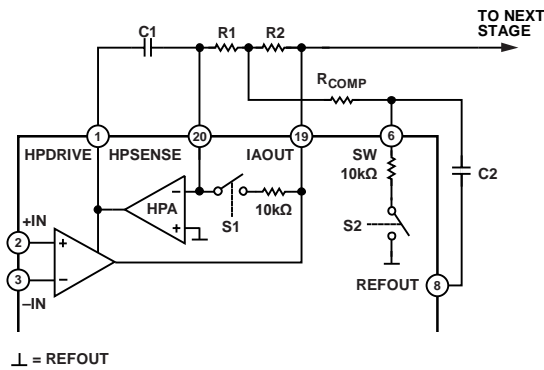 TO NEXT
STAGE
C1
R1
R2
RCOMP
1
20
19
6
HPDRIVE
HPSENSE
IAOUT
SW
10kΩ
C2
HPA
–
+
S1
10kΩ
S2
+IN
2
+
3
–
–IN
REFOUT
8
⊥ = REFOUT